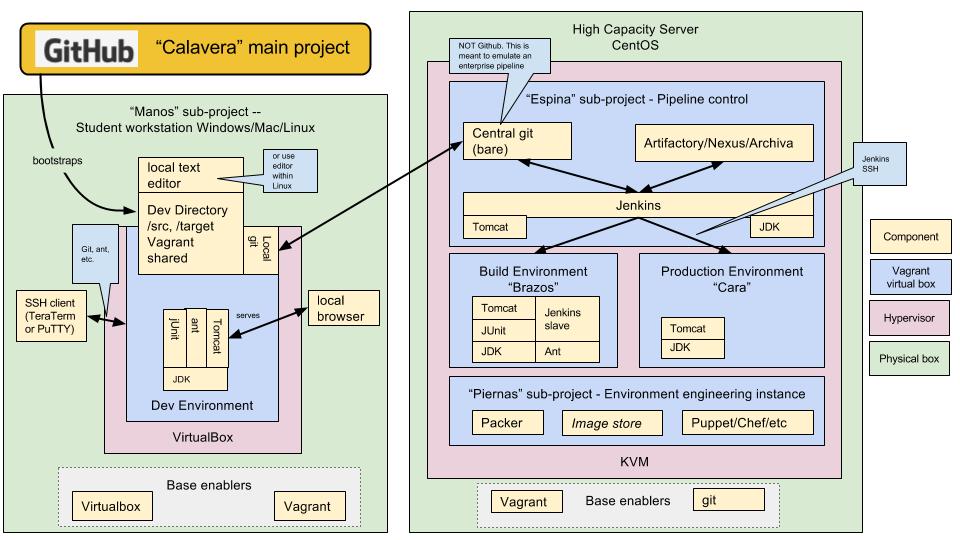 GitHub
“Calavera” main project
“Manos” sub-project --
Student workstation Windows/Mac/Linux
bootstraps
local text
editor
or use
editor
within
Linux
Dev Directory
/src, /target
Vagrant
shared
Local
git
Git, ant,
etc.
SSH client
(TeraTerm
or PuTTY)
local
browser
serves
jUnit
ant
Tomcat
JDK
Dev Environment
VirtualBox
Base enablers
Virtualbox
Vagrant
High Capacity Server
CentOS
NOT Github. This is
meant to emulate an
enterprise pipeline
“Espina” sub-project - Pipeline control
Central git
(bare)
Artifactory/Nexus/Archiva
Jenkins
SSH
Jenkins
Tomcat
JDK
Build Environment
“Brazos”
Tomcat
JUnit
JDK
Jenkins
slave
Ant
Production Environment
“Cara”
Tomcat
JDK
“Piernas” sub-project - Environment engineering instance
Packer
Image store
Puppet/Chef/etc
KVM
Vagrant
Base enablers
git
Component
Vagrant
virtual box
Hypervisor
Physical box